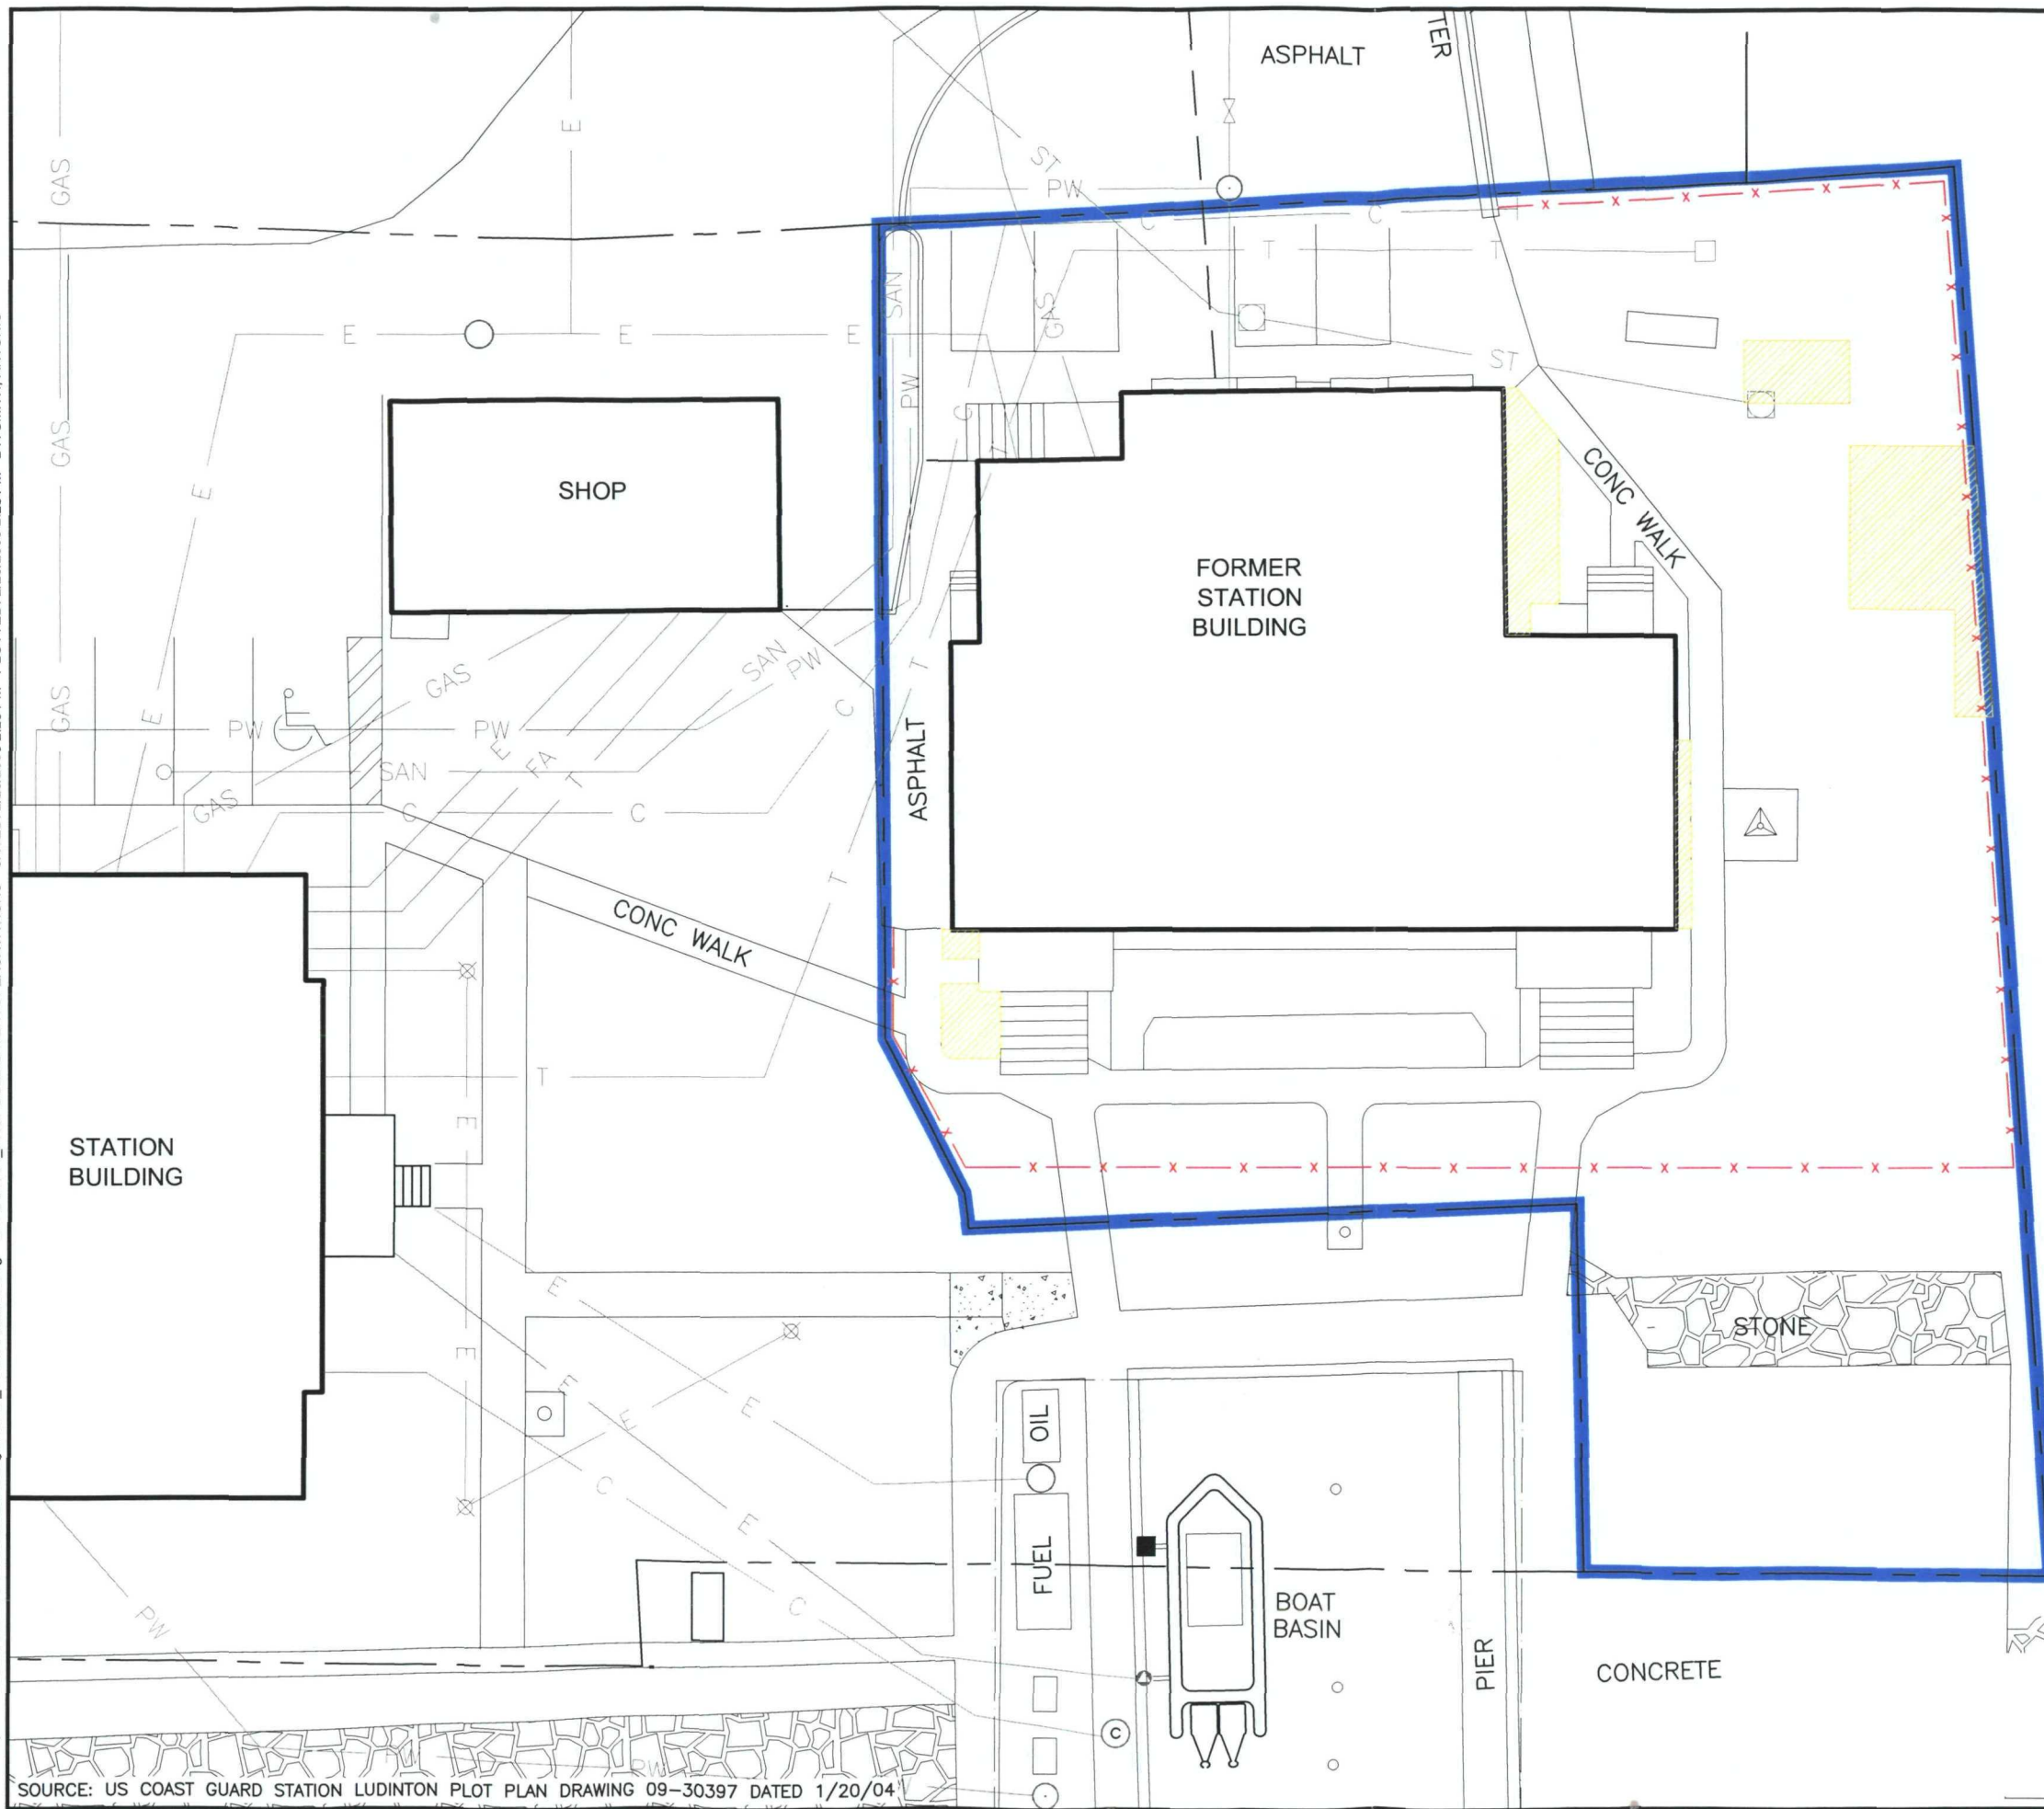 ASPHALT
TER
GAS
E
ST
PW
C
C
T
T
SAN
GAS
E
E
E
ST
PW
C
GAS
E
SHOP
CONC WALK
FORMER
STATION
BUILDING
SAN
PW
T
GAS
GAS
E
PW
PW
C
E
FA
T
SAN
ASPHALT
GAS
C
C
T
CONC WALK
T
E
STATION
BUILDING
E
STONE
E
E
E
E
OIL
C
E
FUEL
BOAT
BASIN
C
PW
PIER
CONCRETE
C
PW
PW
SOURCE: US COAST GUARD STATION LUDINTON PLOT PLAN DRAWING 09-30397 DATED 1/20/04